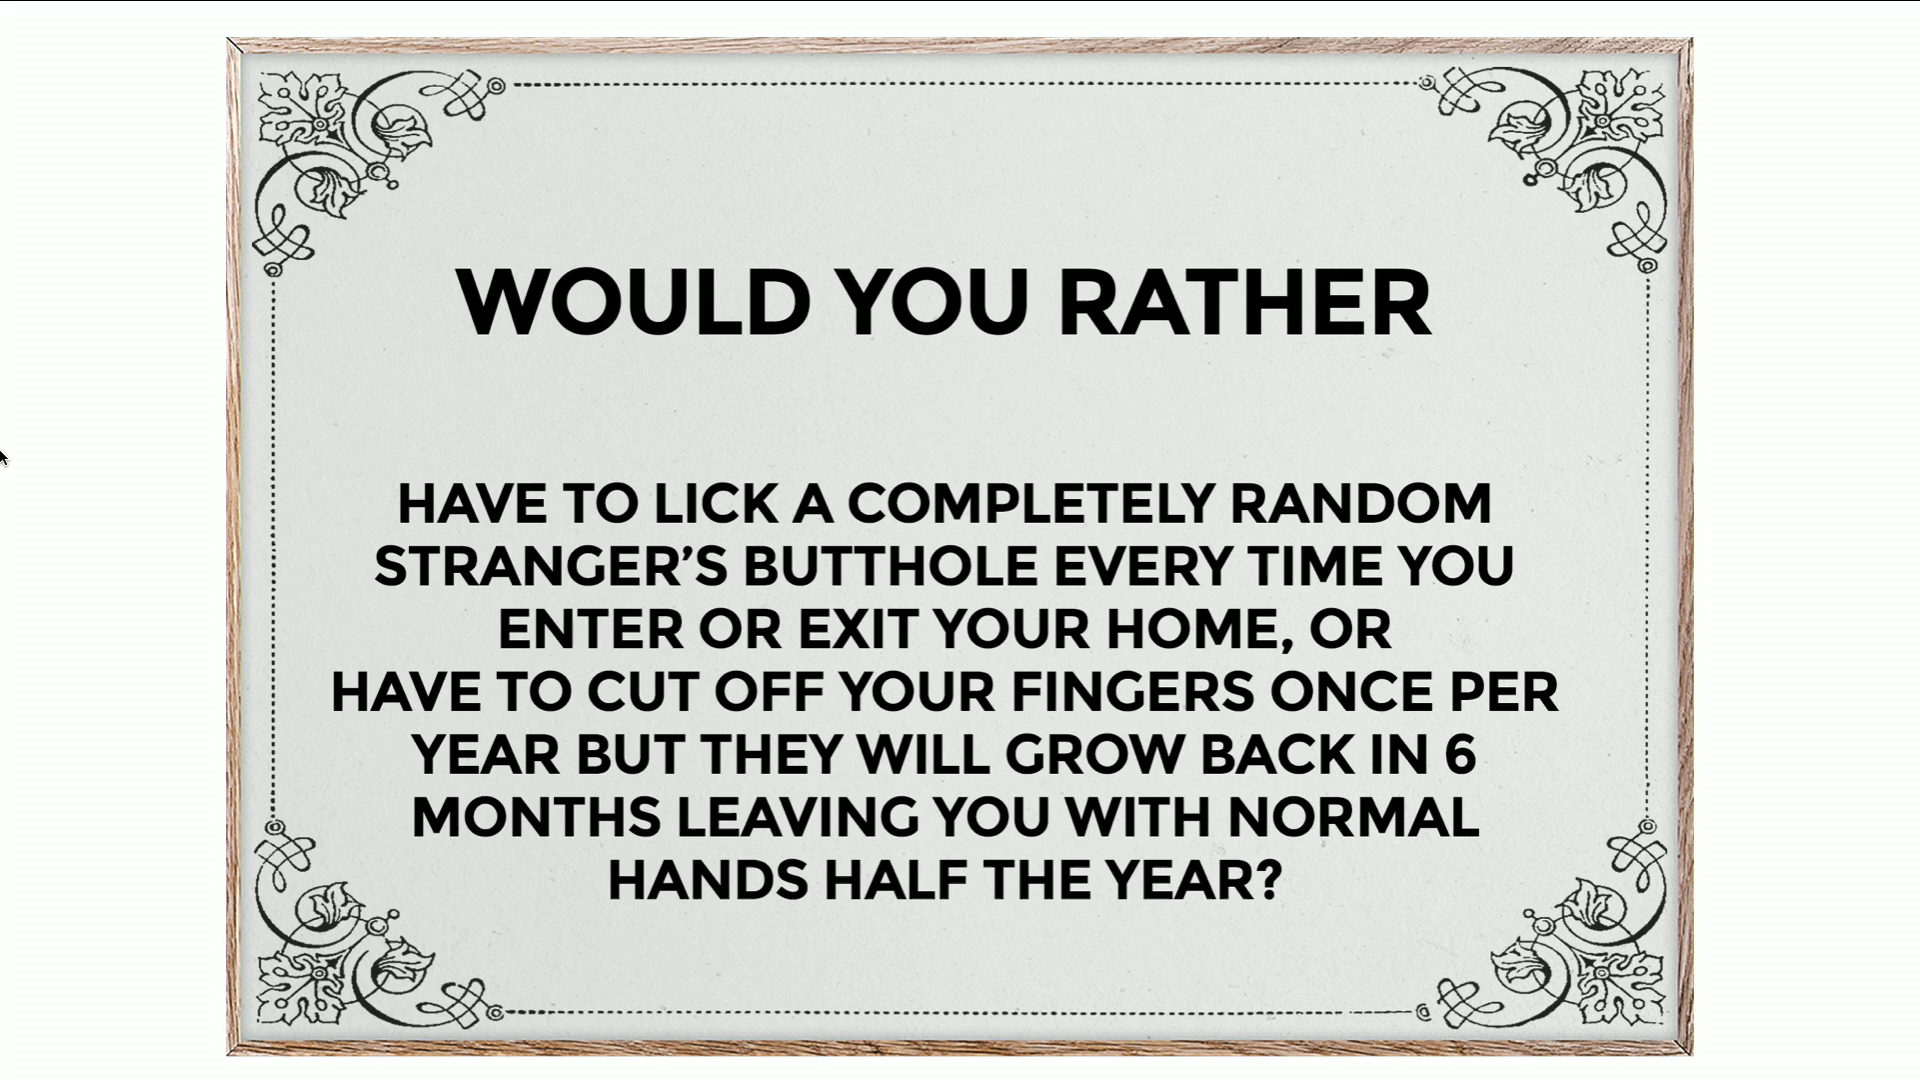 WOULD YOU RATHER
HAVE TO LICK A COMPLETELY RANDOM
STRANGER’S BUTTHOLE EVERY TIME YOU
ENTER OR EXIT YOUR HOME, OR
HAVE TO CUT OFF YOUR FINGERS ONCE PER
YEAR BUT THEY WILL GROW BACK IN 6
MONTHS LEAVING YOU WITH NORMAL
HANDS HALF THE YEAR?